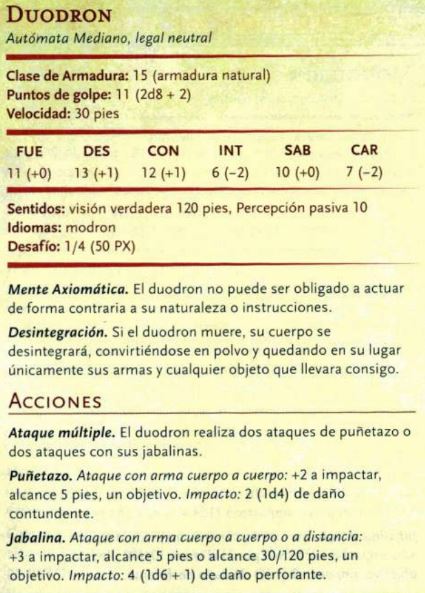 DUODRON
Autómata Mediano, legal neutral
Clase de Armadura: 15 (armadura natural)
Puntos de golpe: 11 (2d8 + 2)
Velocidad: 30 pies
FUE DES CON INT SAB CAR
11 (+0) 13 (+1) 12 (+1) 6 (−2) 10 (+0) 7 (−2)
Sentidos: visión verdadera 120 pies, Percepción pasiva 10
Idiomas: modron
Desafío: 1/4 (50 PX)
Mente Axiomática. El duodron no puede ser obligado a actuar
de forma contraria a su naturaleza o instrucciones.
Desintegración. Si el duodron muere, su cuerpo se
desintegrará, convirtiéndose en polvo y quedando en su lugar
únicamente sus armas y cualquier objeto que llevara consigo.
ACCIONES
Ataque múltiple. El duodron realiza dos ataques de puñetazo o
dos ataques con sus jabalinas.
Puñetazo. Ataque con arma cuerpo a cuerpo: +2 a impactar,
alcance 5 pies, un objetivo. Impacto: 2 (1d4) de daño
contundente.
Jabalina. Ataque con arma cuerpo a cuerpo o a distancia:
+3 a impactar, alcance 5 pies o alcance 30/120 pies, un
objetivo. Impacto: 4 (1d6 + 1) de daño perforante.